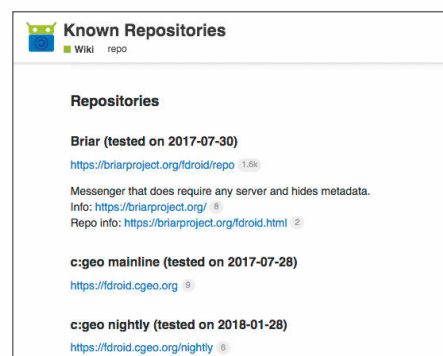 Known Repositories
Wiki repo
Repositories
Briar (tested on 2017-07-30)
https://briarproject.org/fdroid/repo 1.6k
Messenger that does require any server and hides metadata.
Info: https://briarproject.org/ 8
Repo info: https://briarproject.org/fdroid.html 2
c:geo mainline (tested on 2017-07-28)
https://fdroid.cgeo.org 9
c:geo nightly (tested on 2018-01-28)
https://fdroid.cgeo.org/nightly 6